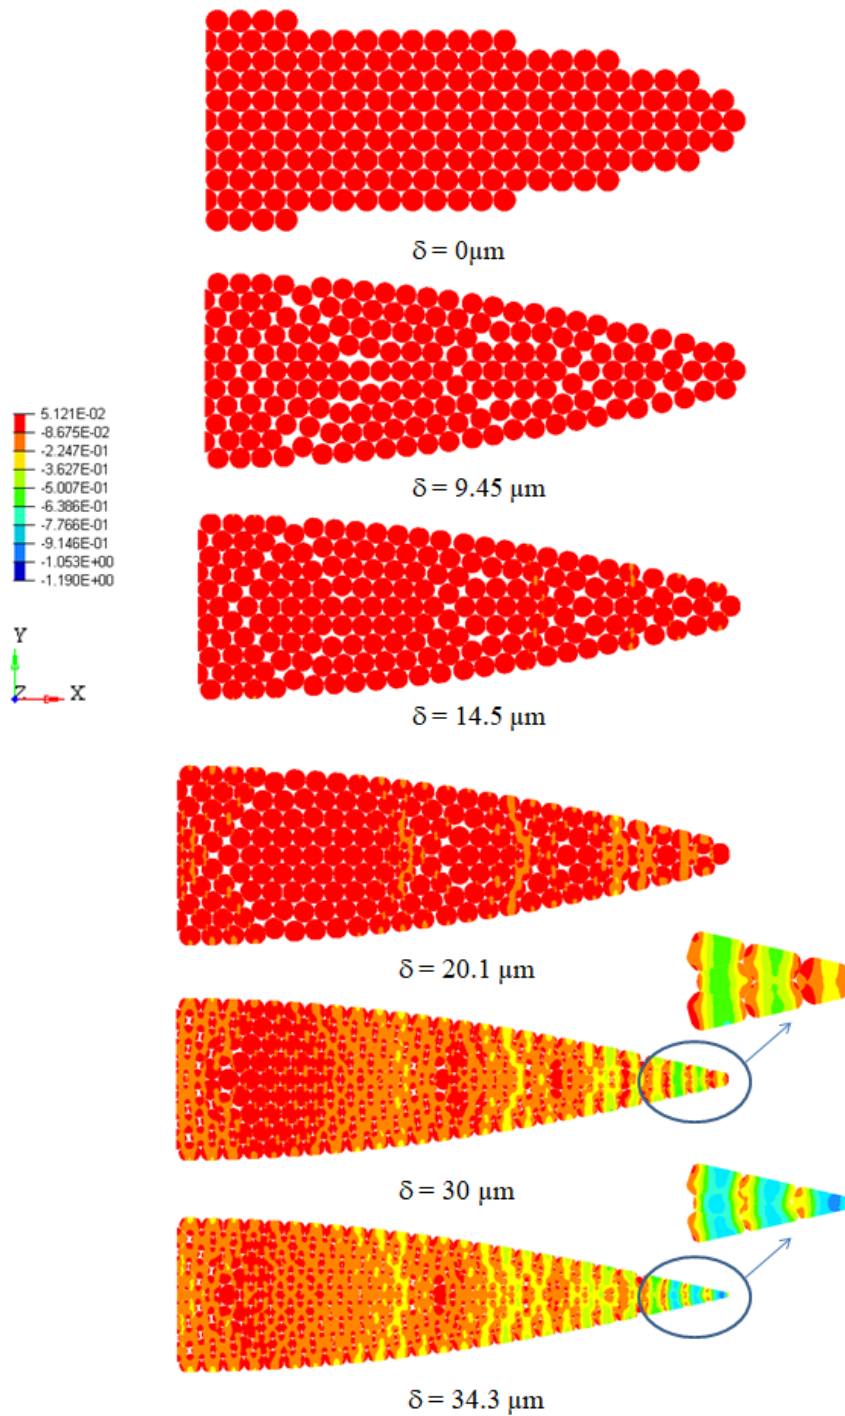 δ = 0μm
δ = 9.45 μm
5.121E-02
-8.675E-02
-2.247E-01
-3.627E-01
-5.007E-01
-6.386E-01
-7.766E-01
-9.146E-01
-1.053E+00
-1.190E+00
Y
Z X
δ = 14.5 μm
δ = 20.1 μm
δ = 30 μm
δ = 34.3 μm